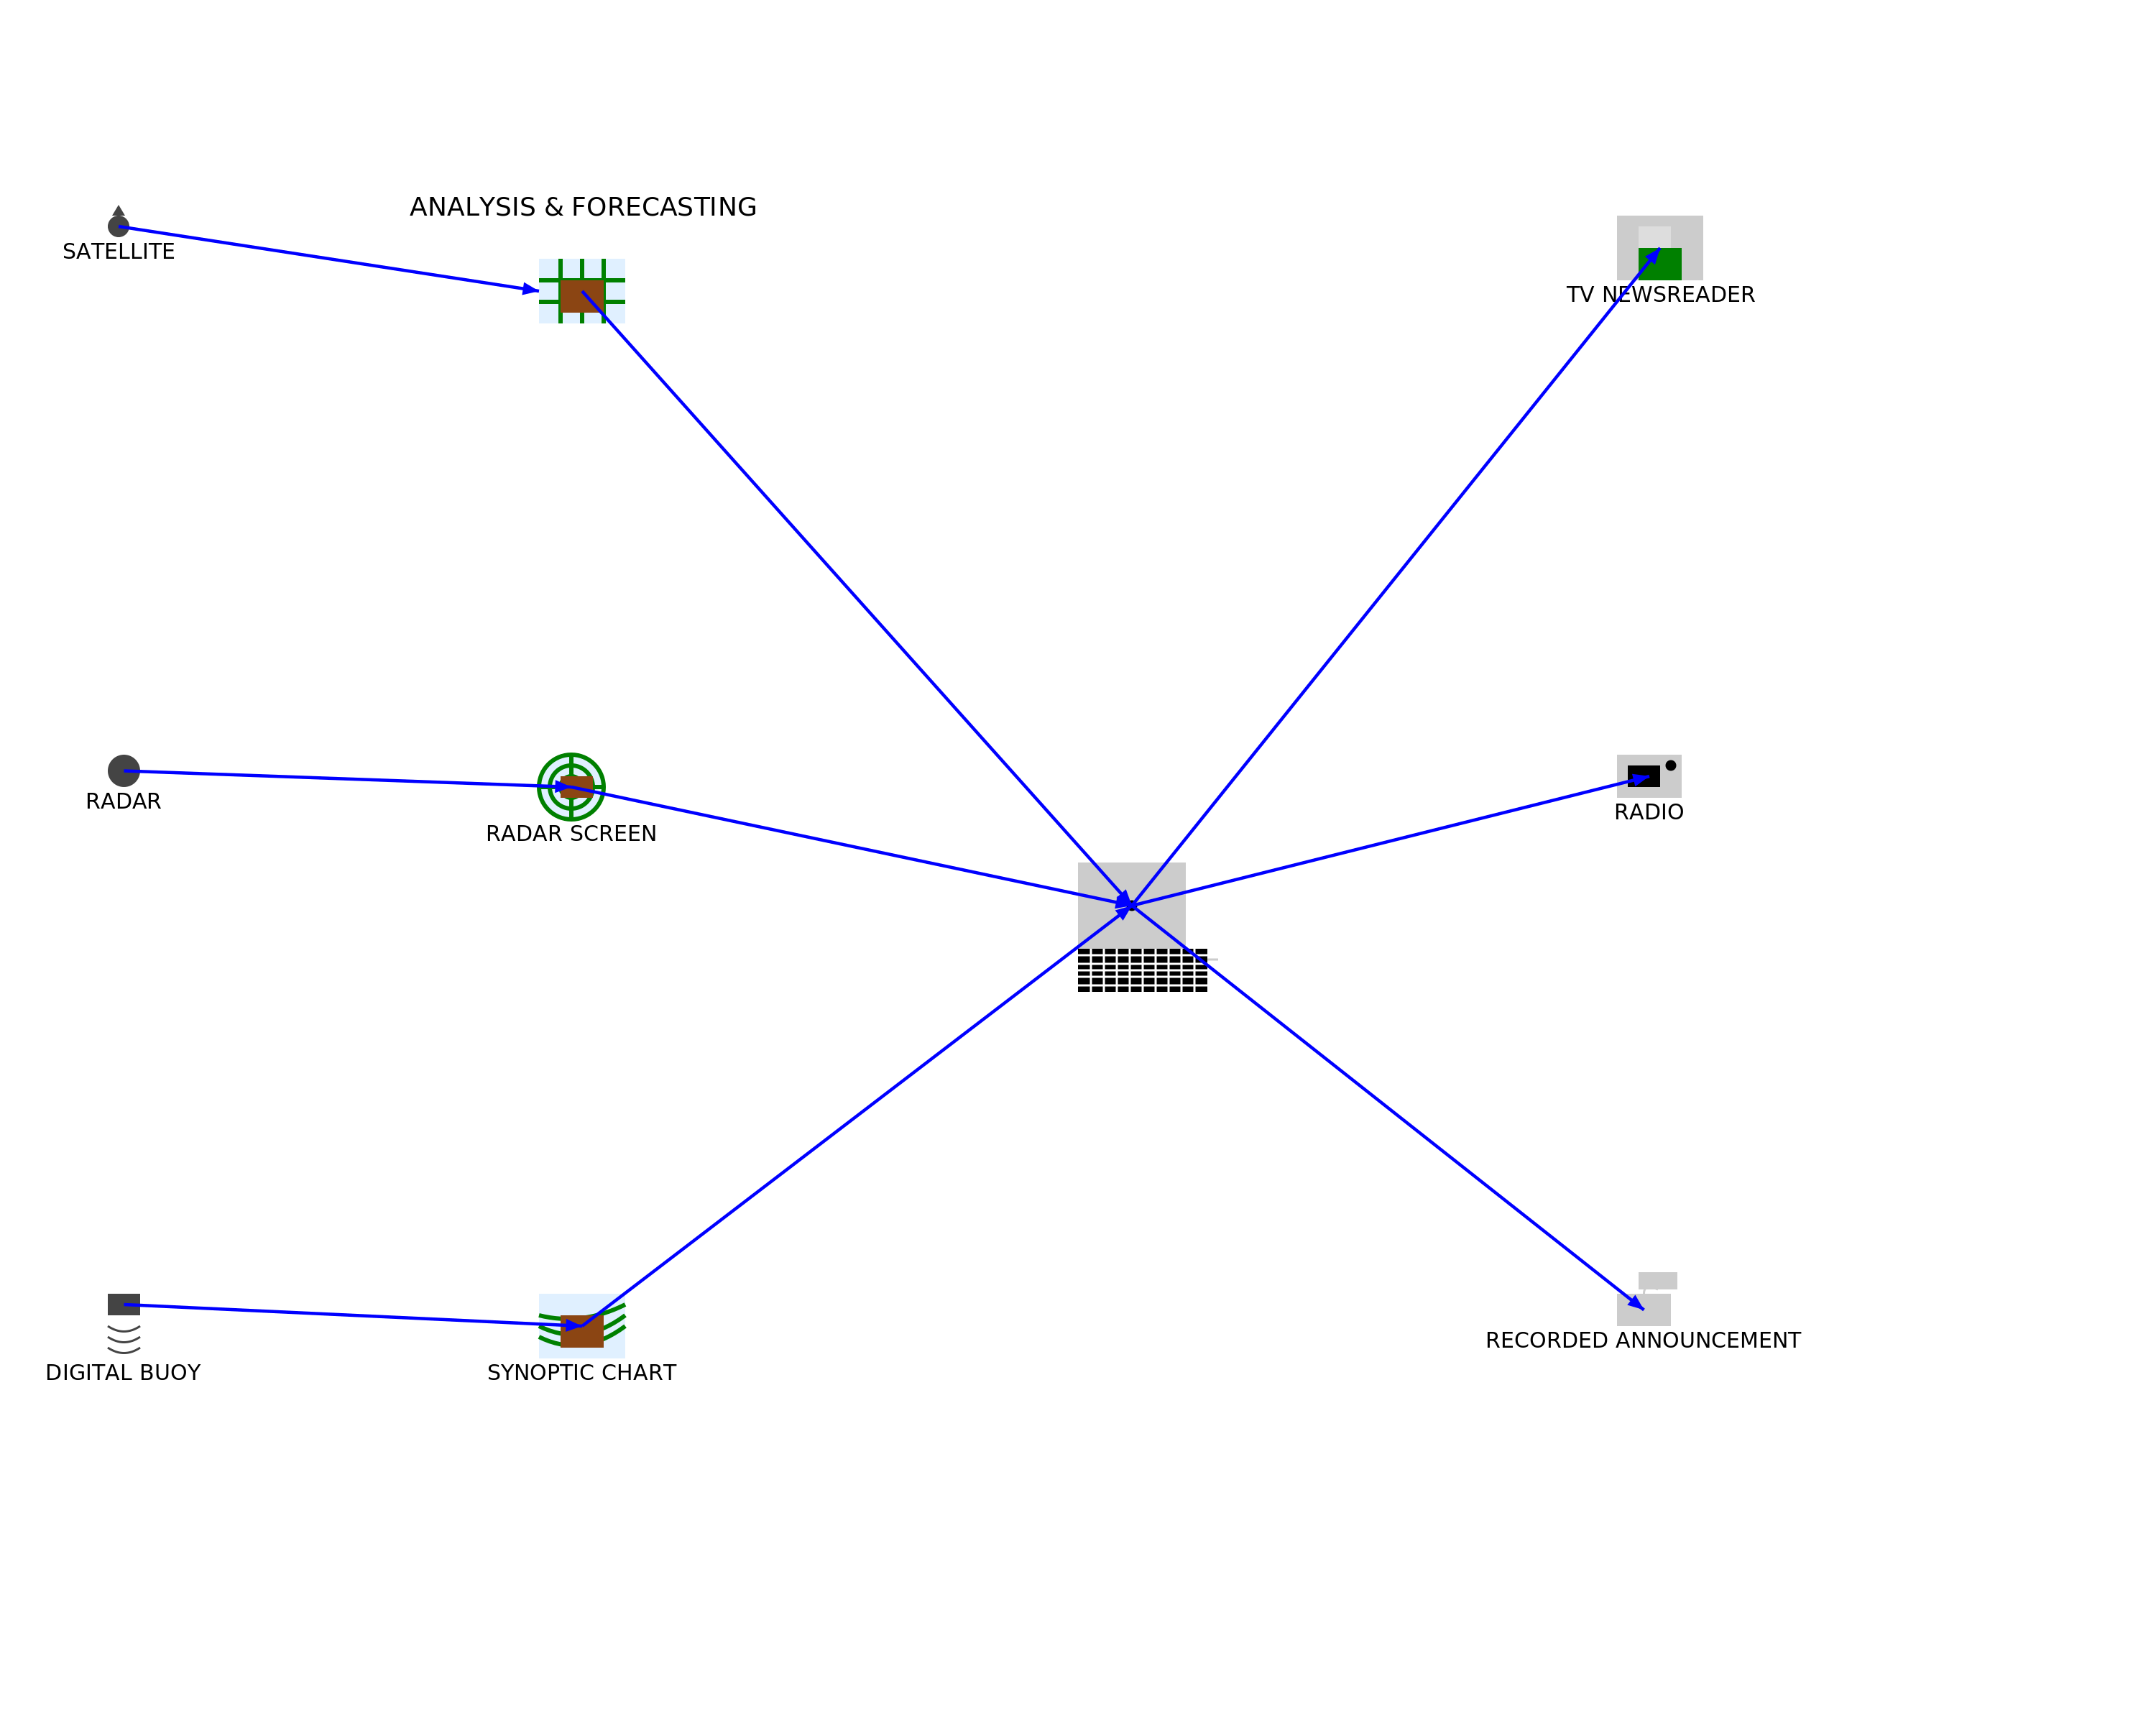 ANALYSIS & FORECASTING
SATELLITE
TV NEWSREADER
RADAR
RADAR SCREEN
RADIO
DIGITAL BUOY
SYNOPTIC CHART
RECORDED ANNOUNCEMENT